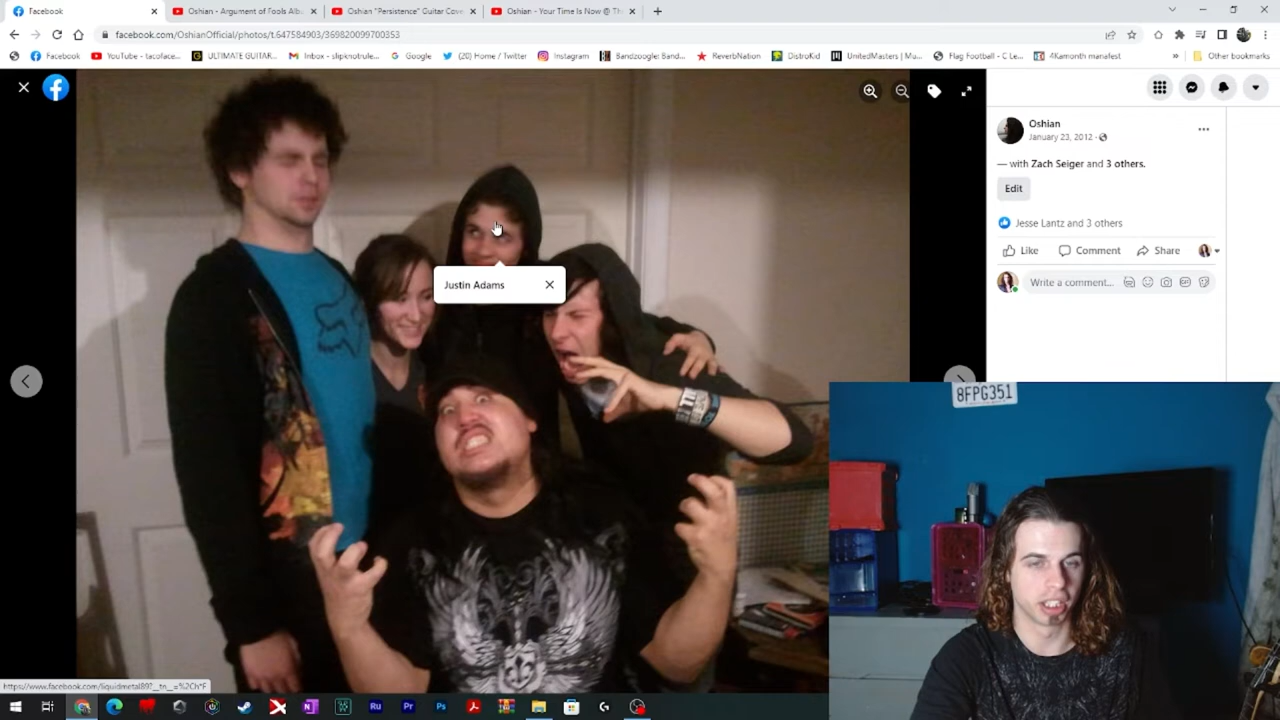 Facebook
Oshian - Argument of Fools Alb
Oshian "Persistence" Guitar Cove
Oshian - Your Time Is Now @ Th
facebook.com/OshianOfficial/photos/t.647584903/369820099700353
Facebook
YouTube - tacoface...
ULTIMATE GUITAR...
Inbox - slipknotrule...
Google
(20) Home / Twitter
Instagram
Bandzoogle: Band...
ReverbNation
DistroKid
UnitedMasters | Mu...
Flag Football - C Le...
4Kamonth manafest
Other bookmarks
Oshian
January 23, 2012
— with Zach Seiger and 3 others.
Edit
Jesse Lantz and 3 others
Like
Comment
Share
Write a comment...
Justin Adams
8FPG351